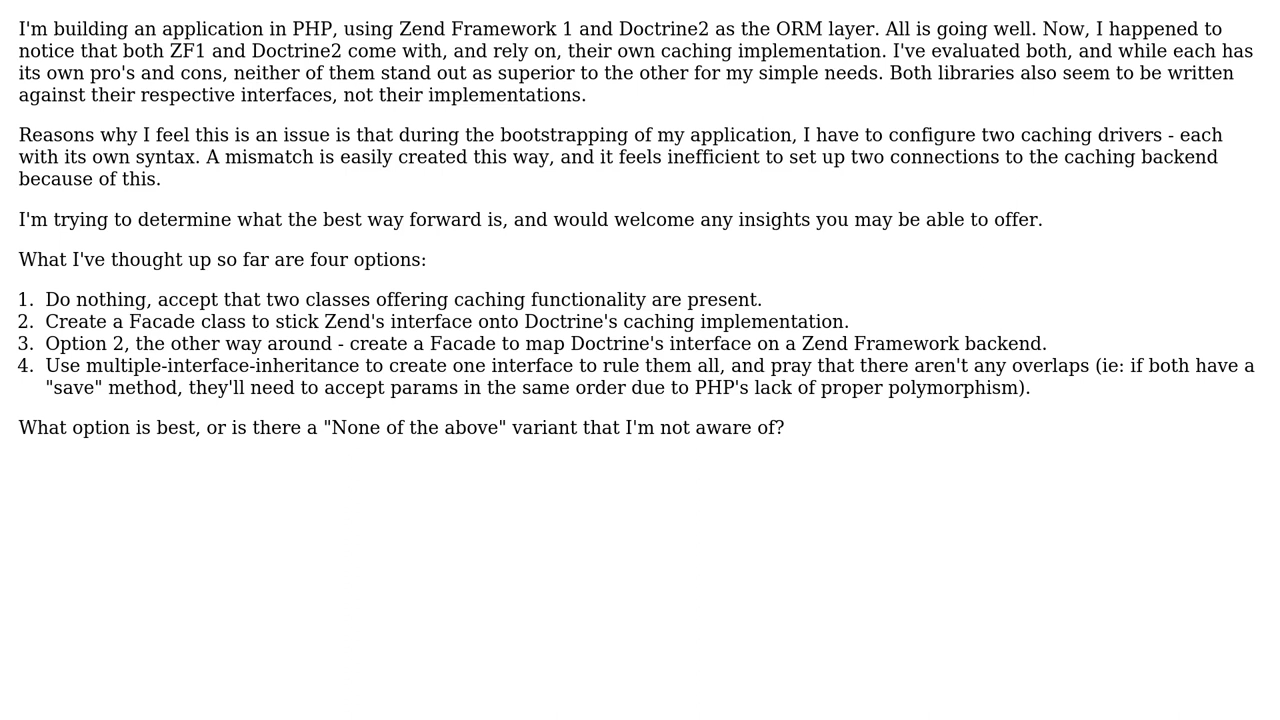 I'm building an application in PHP, using Zend Framework 1 and Doctrine2 as the ORM layer. All is going well. Now, I happened to
notice that both ZF1 and Doctrine2 come with, and rely on, their own caching implementation. I've evaluated both, and while each has
its own pro's and cons, neither of them stand out as superior to the other for my simple needs. Both libraries also seem to be written
against their respective interfaces, not their implementations.
Reasons why I feel this is an issue is that during the bootstrapping of my application, I have to configure two caching drivers - each
with its own syntax. A mismatch is easily created this way, and it feels inefficient to set up two connections to the caching backend
because of this.
I'm trying to determine what the best way forward is, and would welcome any insights you may be able to offer.
What I've thought up so far are four options:
1. Do nothing, accept that two classes offering caching functionality are present.
2. Create a Facade class to stick Zend's interface onto Doctrine's caching implementation.
3. Option 2, the other way around - create a Facade to map Doctrine's interface on a Zend Framework backend.
4. Use multiple-interface-inheritance to create one interface to rule them all, and pray that there aren't any overlaps (ie: if both have a
"save" method, they'll need to accept params in the same order due to PHP's lack of proper polymorphism).
What option is best, or is there a "None of the above" variant that I'm not aware of?